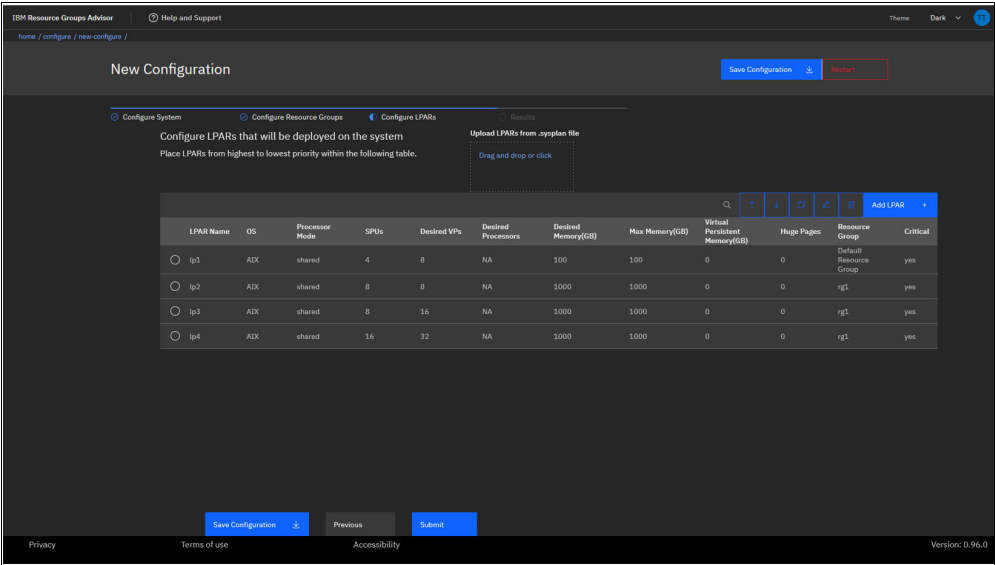 IBM Resource Groups Advisor Help and Support Theme Dark TF
home / configure / new-configure /
New Configuration
Save Configuration Restart
Configure System Configure Resource Groups Configure LPARs Results
Configure LPARs that will be deployed on the system
Place LPARs from highest to lowest priority within the following table.
Upload LPARs from .sysplan file
Drag and drop or click
Add LPAR +
LPAR Name OS Processor Mode SPUs Desired VPs Desired Processors Desired Memory(GB) Max Memory(GB) Virtual Persistent Memory(GB) Huge Pages Resource Group Critical
lp1 AIX shared 4 8 NA 100 100 0 0 Default Resource Group yes
lp2 AIX shared 8 8 NA 1000 1000 0 0 rg1 yes
lp3 AIX shared 8 16 NA 1000 1000 0 0 rg1 yes
lp4 AIX shared 16 32 NA 1000 1000 0 0 rg1 yes
Save Configuration Previous Submit
Privacy Terms of use Accessibility Version: 0.96.0